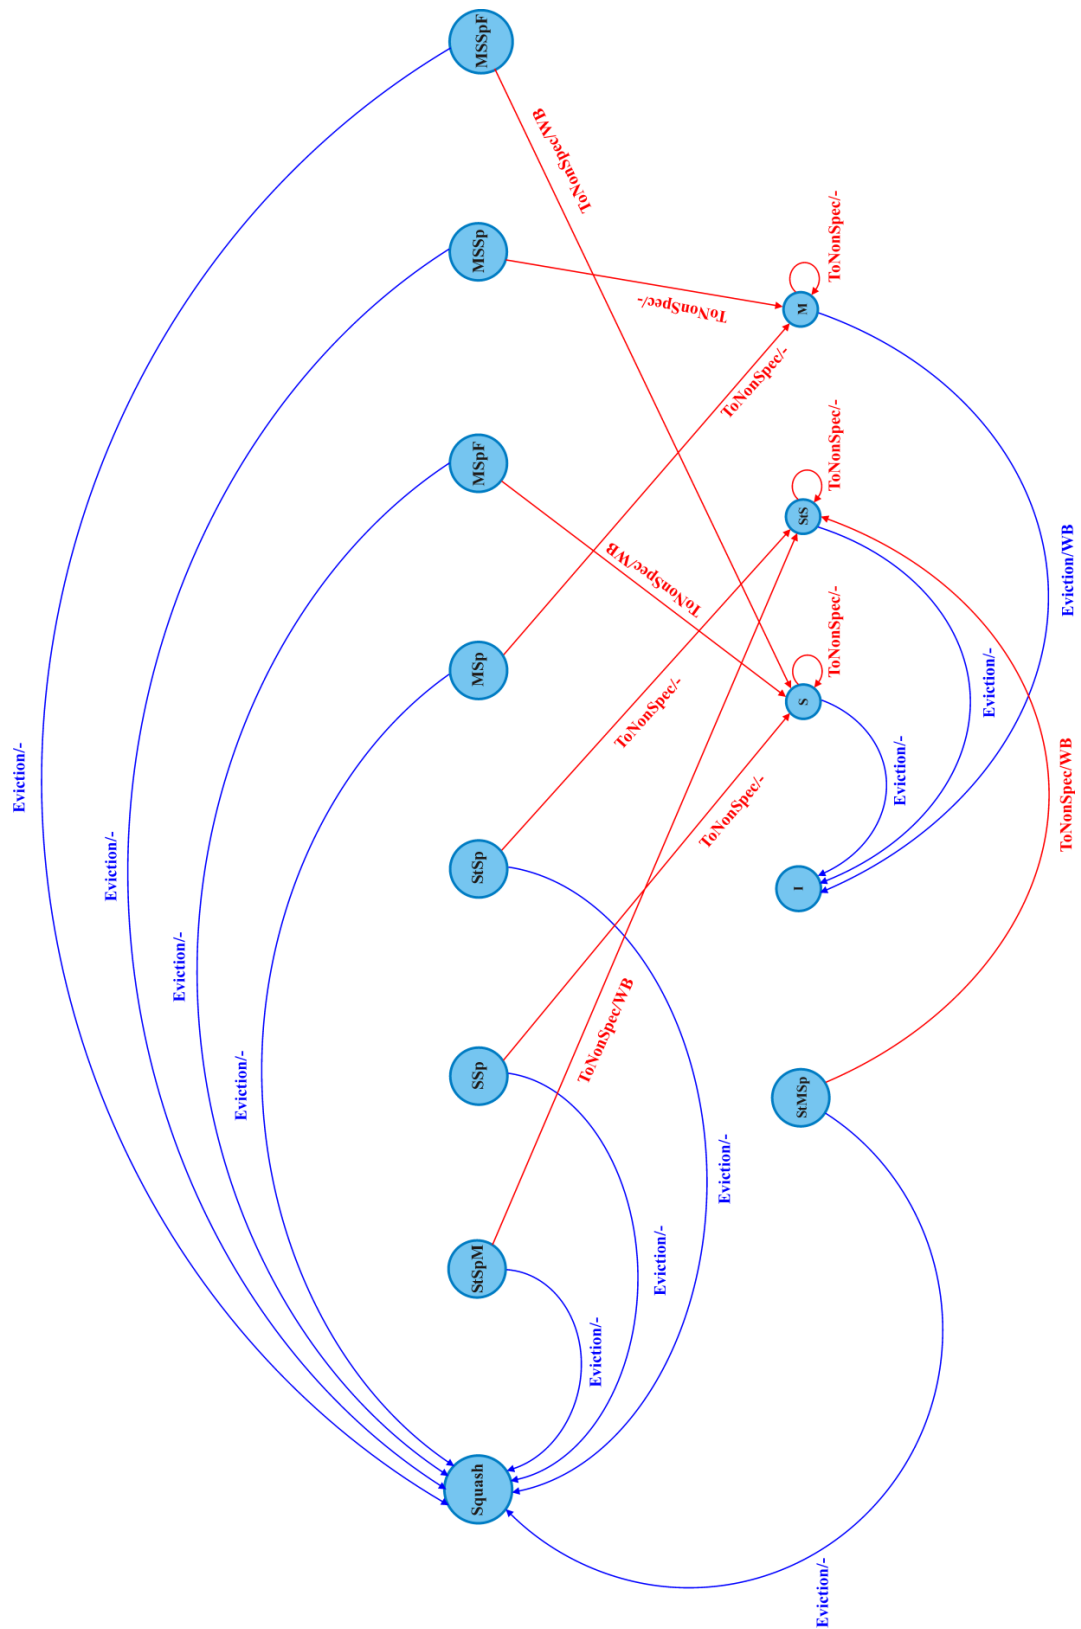 MSSpF
ToNonSpec/WB
MSSp
ToNonSpec/-
ToNonSpec/-
M
ToNonSpec/-
MSpF
ToNonSpec/-
StS
ToNonSpec/WB
Eviction/WB
ToNonSpec/-
S
MSp
Eviction/-
ToNonSpec/-
Eviction/-
Eviction/-
ToNonSpec/-
ToNonSpec/WB
Eviction/-
StSp
I
Eviction/-
ToNonSpec/WB
Eviction/-
SSp
StMSp
Eviction/-
Eviction/-
StSpM
Eviction/-
Squash
Eviction/-